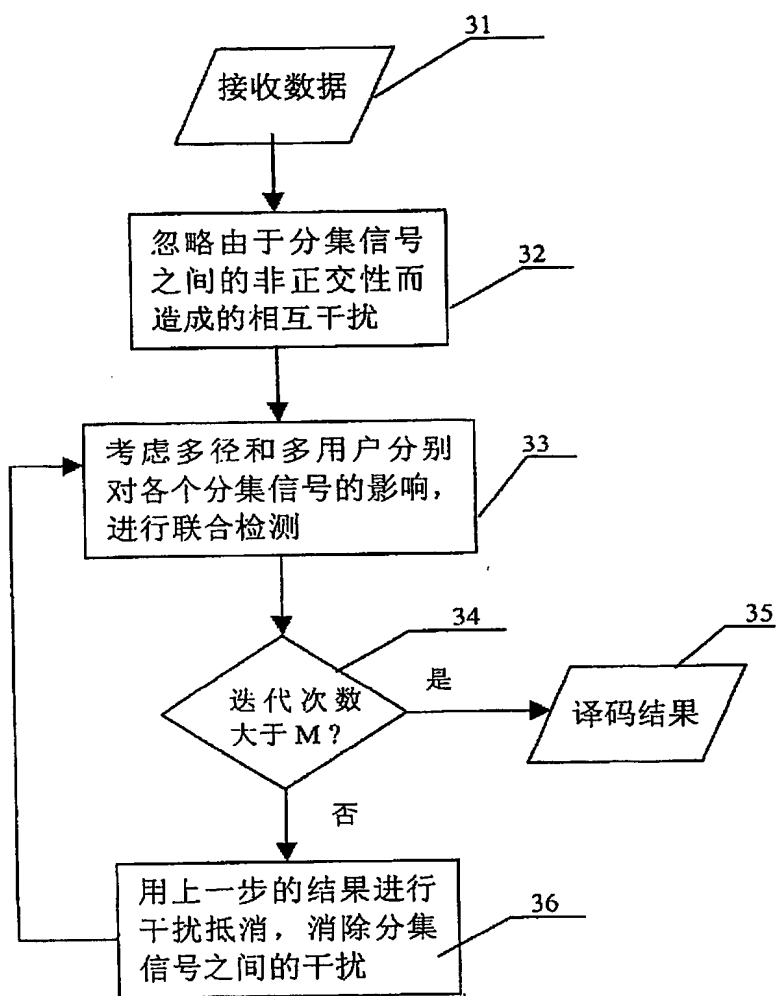 31
接收数据
忽略由于分集信号
之间的非正交性而
造成的相互干扰
32
考虑多径和多用户分别
对各个分集信号的影响,
进行联合检测
33
34
迭代次数
大于M?
是
35
译码结果
否
用上一步的结果进行
干扰抵消,消除分集
信号之间的干扰
36